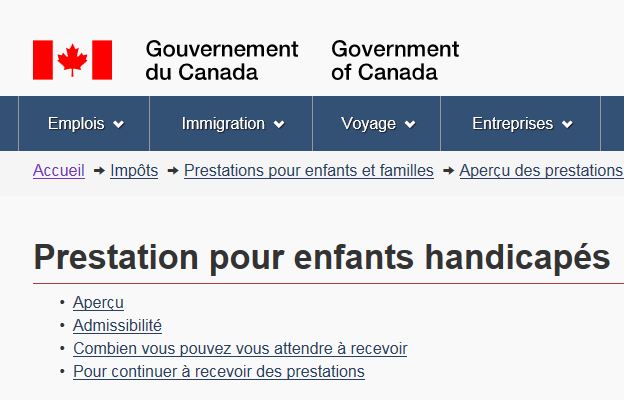 Gouvernement Government
du Canada of Canada
Emplois Immigration Voyage Entreprises
Accueil ➞ Impôts ➞ Prestations pour enfants et familles ➞ Aperçu des prestations
Prestation pour enfants handicapés
• Aperçu
• Admissibilité
• Combien vous pouvez vous attendre à recevoir
• Pour continuer à recevoir des prestations